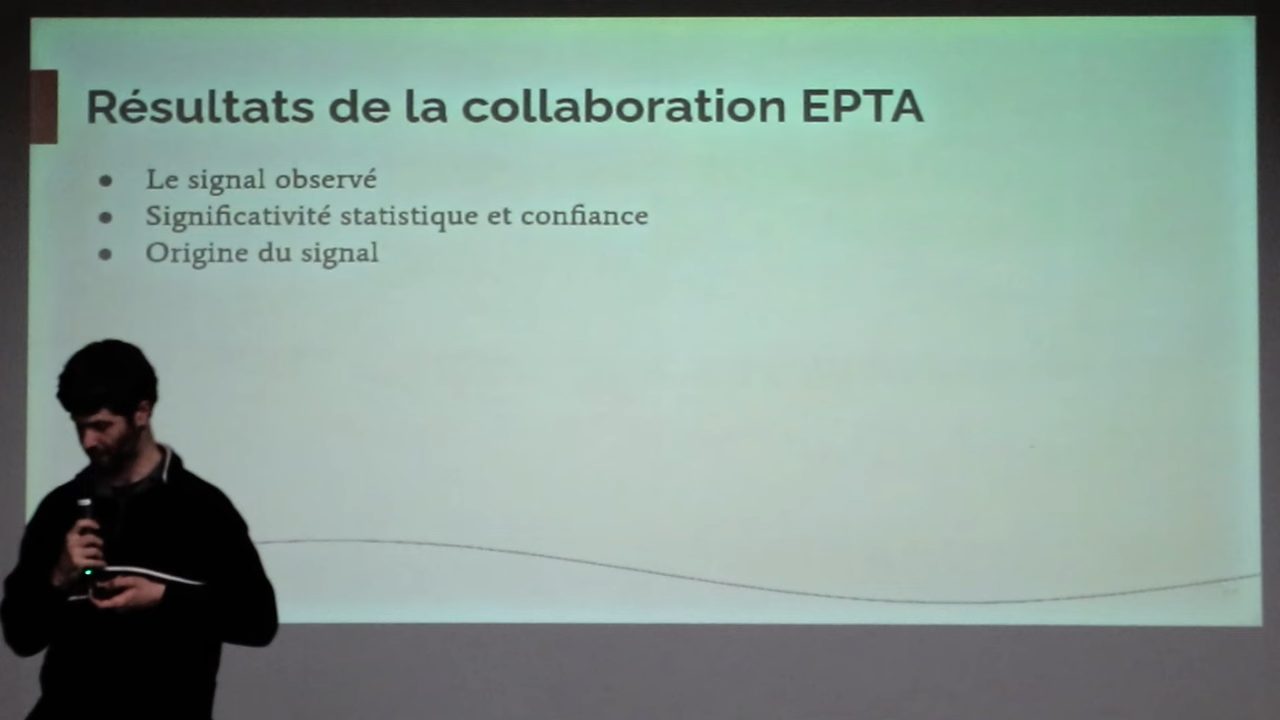 Résultats de la collaboration EPTA
● Le signal observé
● Significativité statistique et confiance
● Origine du signal